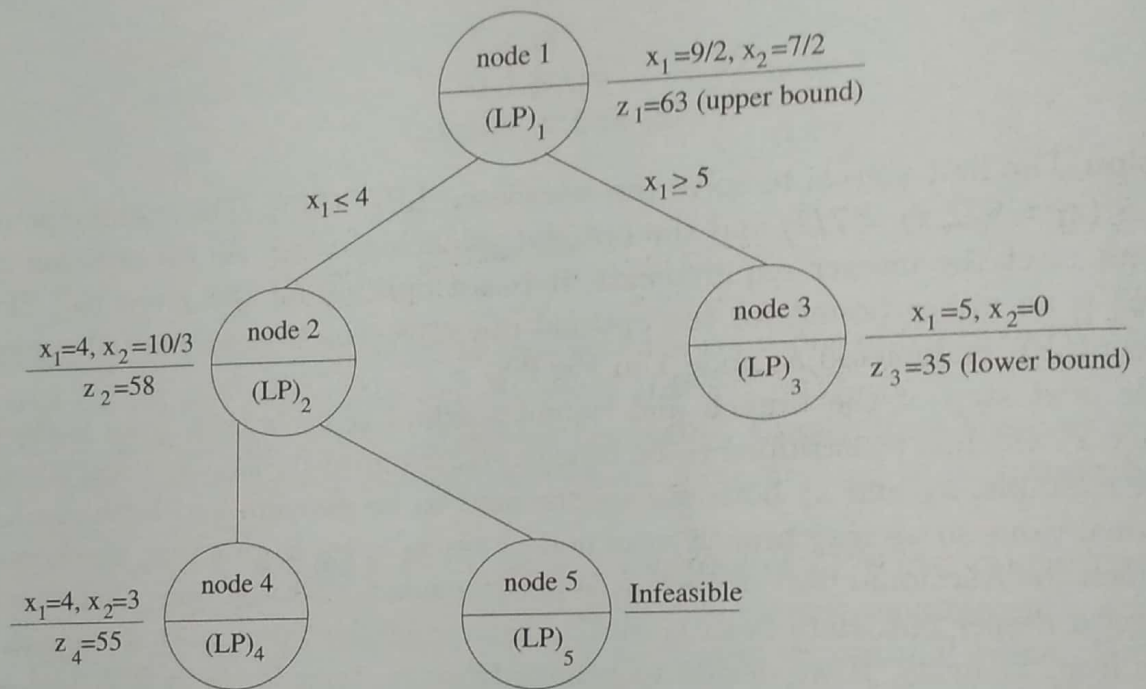 node 1
(LP)₁
x₁=9/2, x₂=7/2
z₁=63 (upper bound)
x₁≤ 4
x₁≥ 5
x₁=4, x₂=10/3
z₂=58
node 2
(LP)₂
node 3
(LP)₃
x₁=5, x₂=0
z₃=35 (lower bound)
x₁=4, x₂=3
z₄=55
node 4
(LP)₄
node 5
(LP)₅
Infeasible